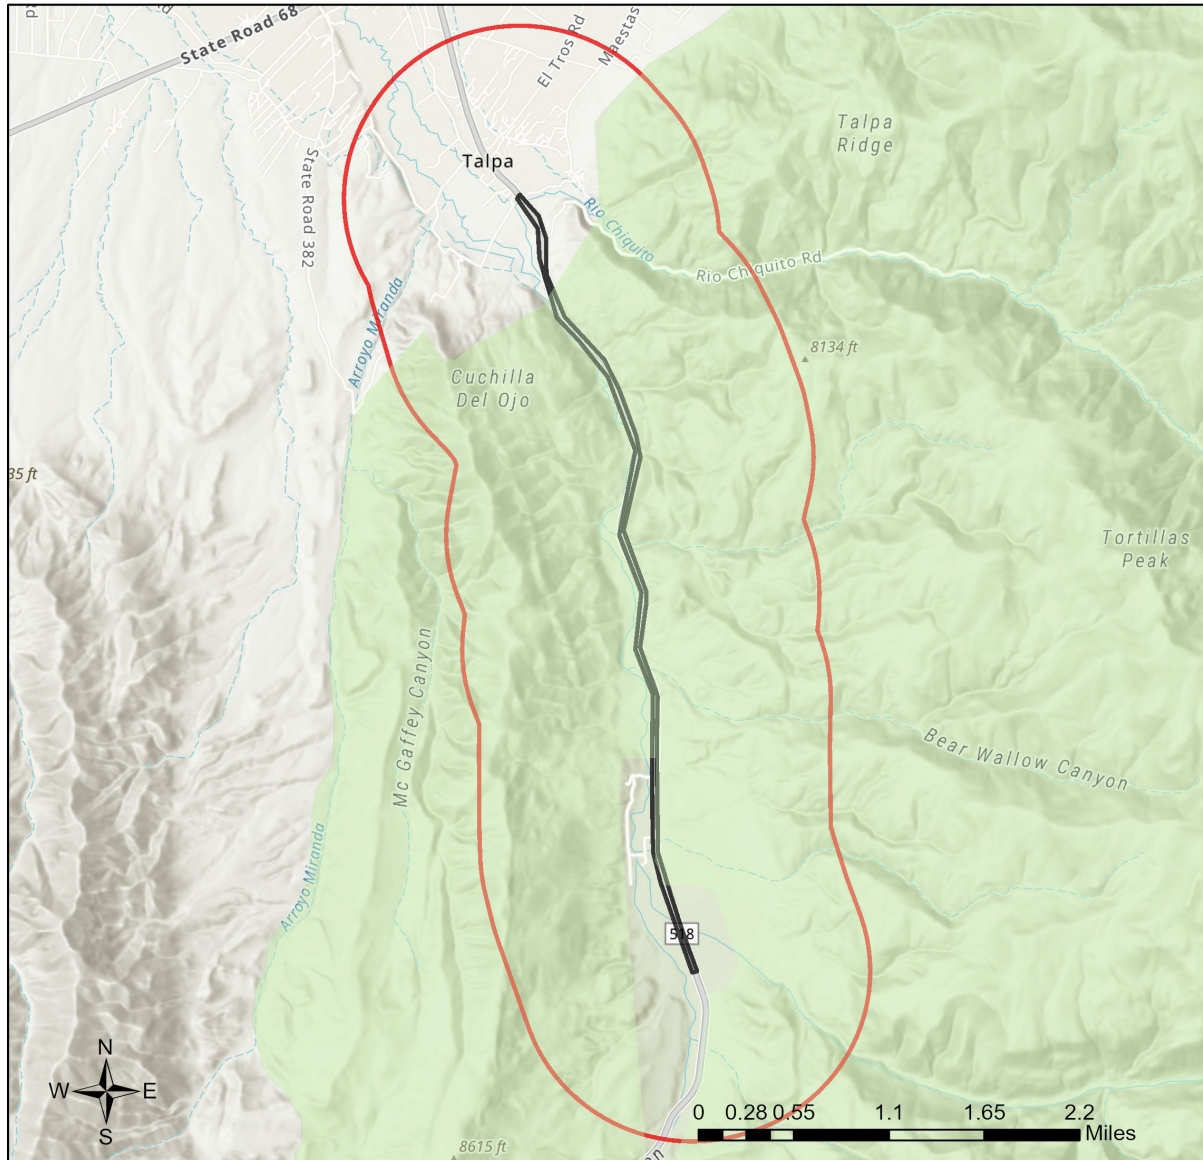 State Road 68
El Tros Rd
Maestas
Talpa
Ridge
Talpa
State Road 382
Rio Chiquito
Rio Chiquito Rd
Arroyo Miranda
8134 ft
Cuchilla
Del Ojo
35 ft
Tortillas
Peak
Mc Gaffey Canyon
Bear Wallow Canyon
Arroyo Miranda
518
N
W
E
S
0 0.28 0.55 1.1 1.65 2.2
Miles
8615 ft